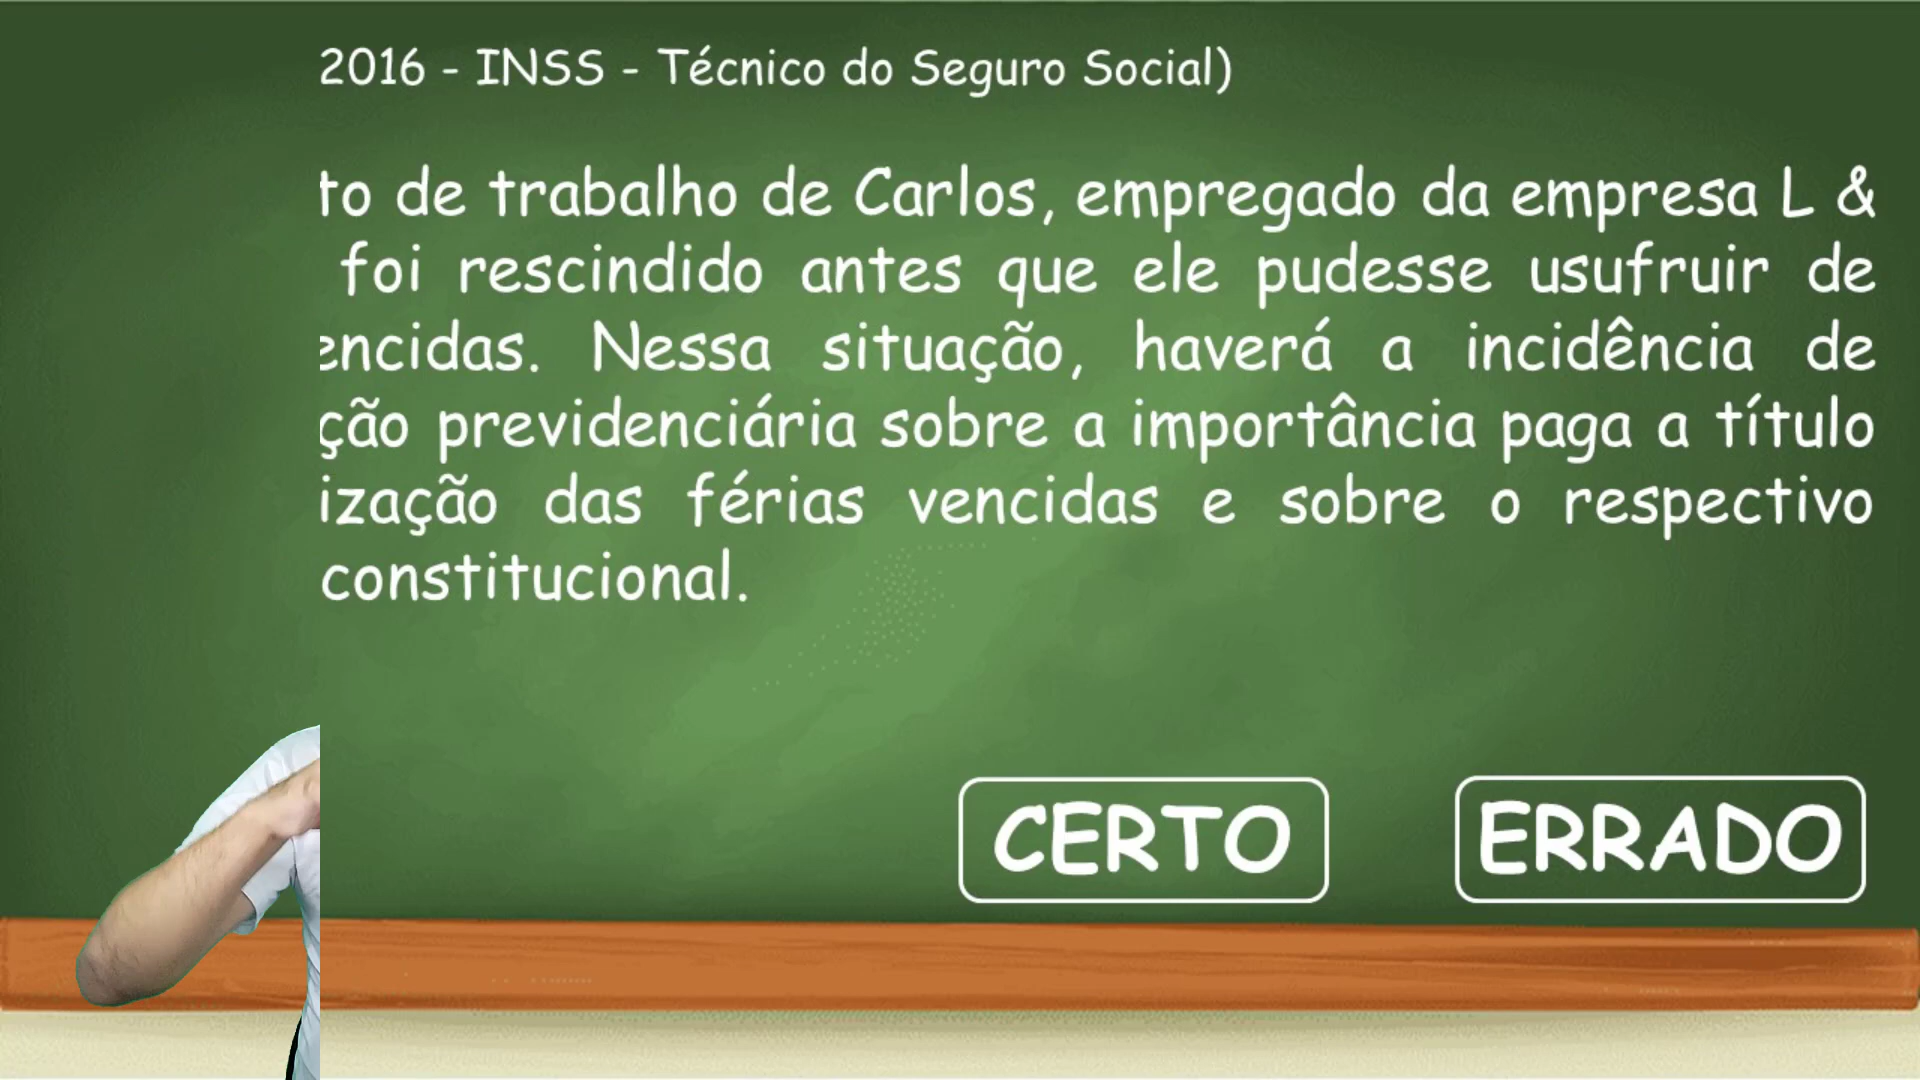 2016 - INSS - Técnico do Seguro Social)
to de trabalho de Carlos, empregado da empresa L &
foi rescindido antes que ele pudesse usufruir de
encidas. Nessa situação, haverá a incidência de
ção previdenciária sobre a importância paga a título
ização das férias vencidas e sobre o respectivo
constitucional.
CERTO ERRADO